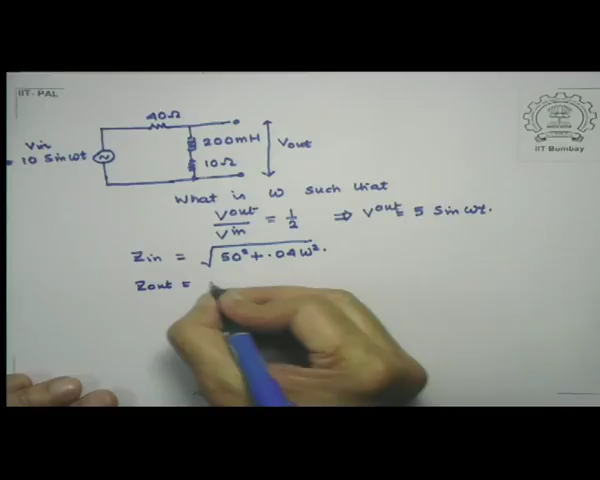 IIT-PAL
40Ω
Vin
10 Sin ωt
200mH
10Ω
Vout
IIT Bombay
What is ω such that
Vout/Vin = 1/2 ⇒ Vout = 5 Sin ωt.
Zin = √50² + .04ω².
Zout =